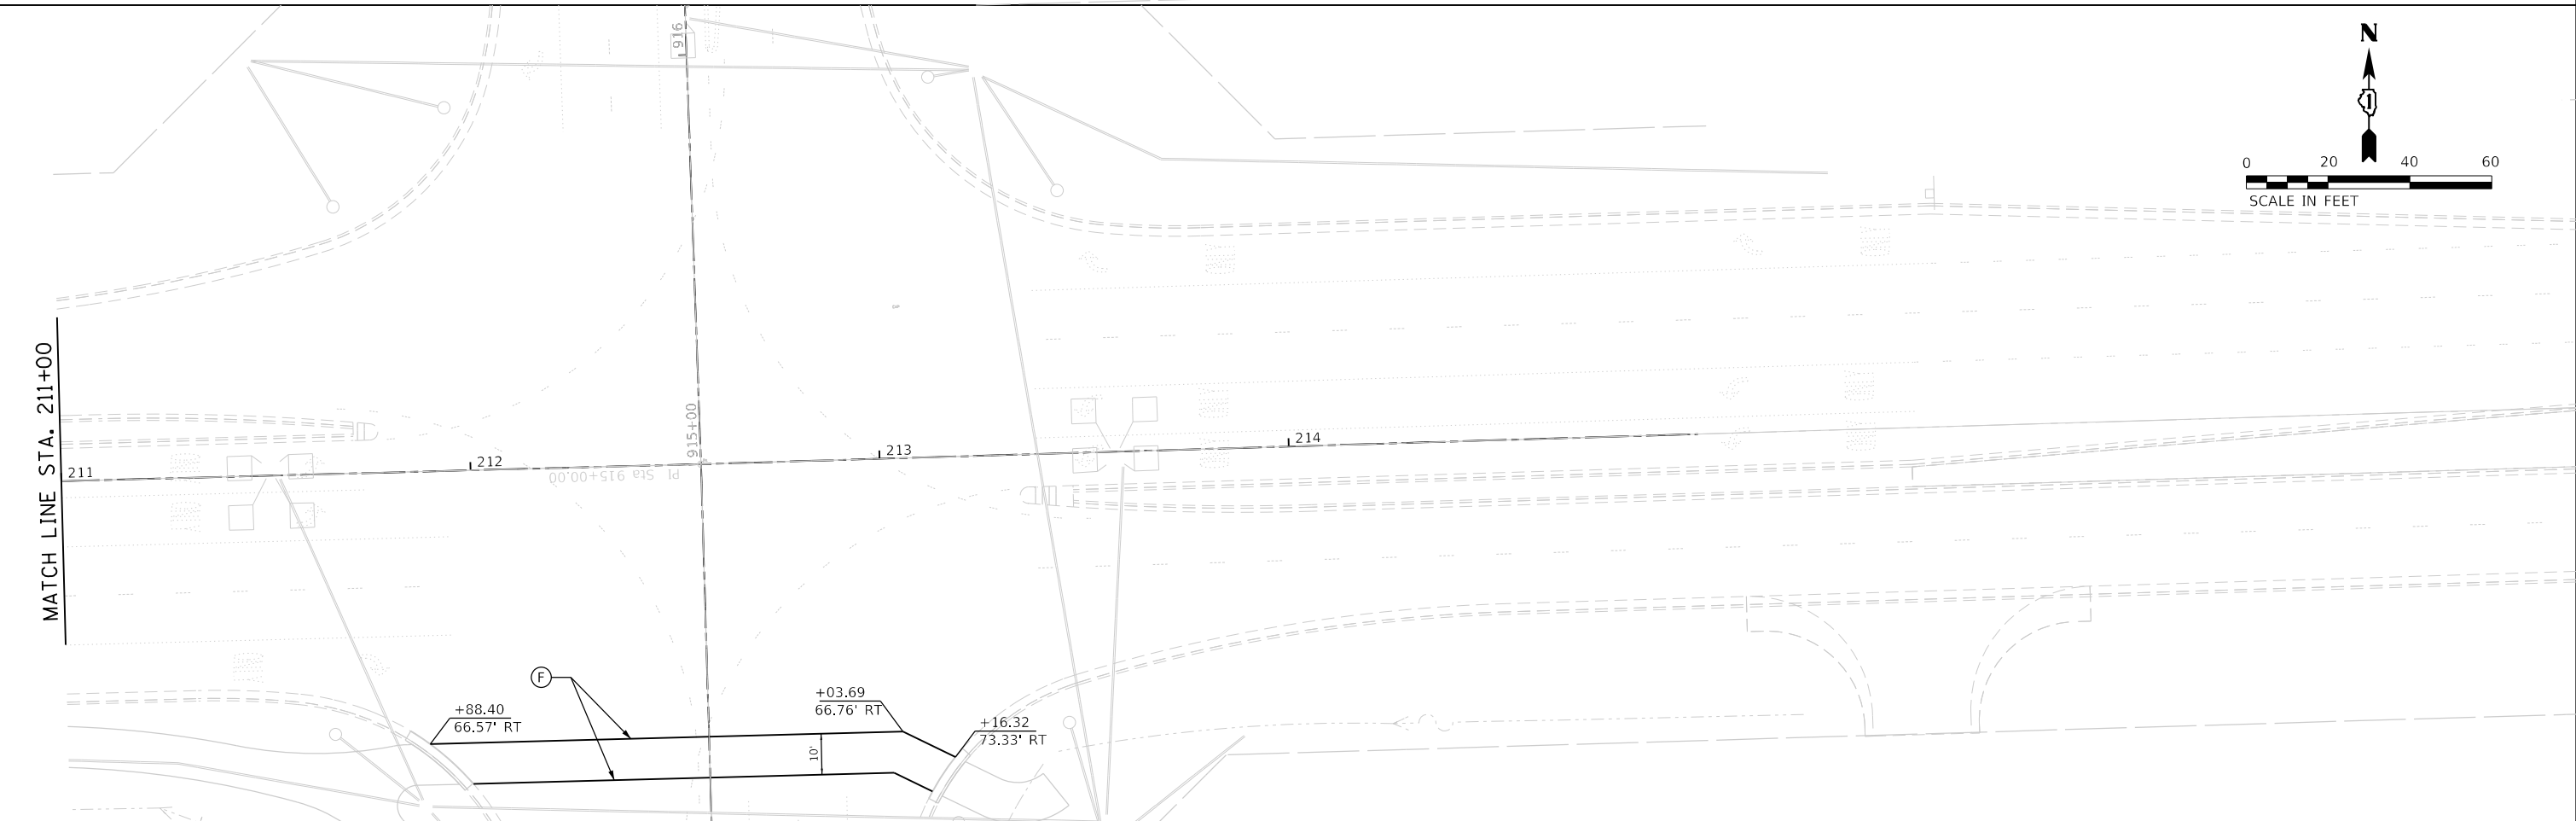 916
N
0 20 40 60
SCALE IN FEET
MATCH LINE STA. 211+00
211
212
915+00
213
214
PI Sta 915+00.00
F
+88.40
66.57' RT
+03.69
66.76' RT
+16.32
73.33' RT
10'